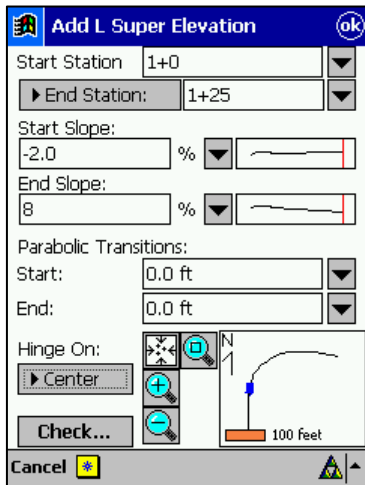 Add L Super Elevation ok
Start Station 1+0
End Station: 1+25
Start Slope:
-2.0 %
End Slope:
8 %
Parabolic Transitions:
Start: 0.0 ft
End: 0.0 ft
Hinge On:
N
Center
Check...
100 feet
Cancel